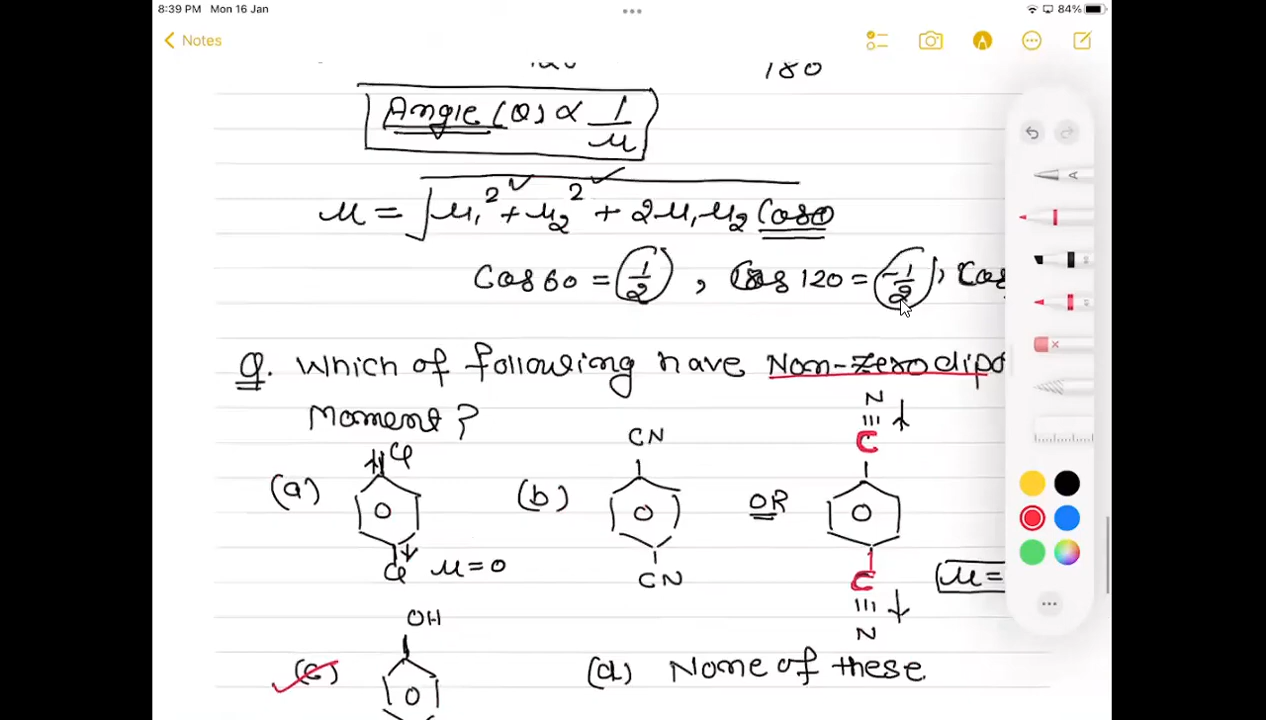 8:39 PM Mon 16 Jan
84%
Notes
180
Angle (θ) ∝ 1/μ
μ = √μ₁² + μ₂² + 2μ₁μ₂ Cosθ
Cos 60 = 1/2 , Cos 120 = -1/2 , Cos
Q. Which of following have Non-zero dipo
Moment?
(a) Cl Cl μ = 0
(b) CN CN OR N C C N μ =
(c) OH
(d) None of these.